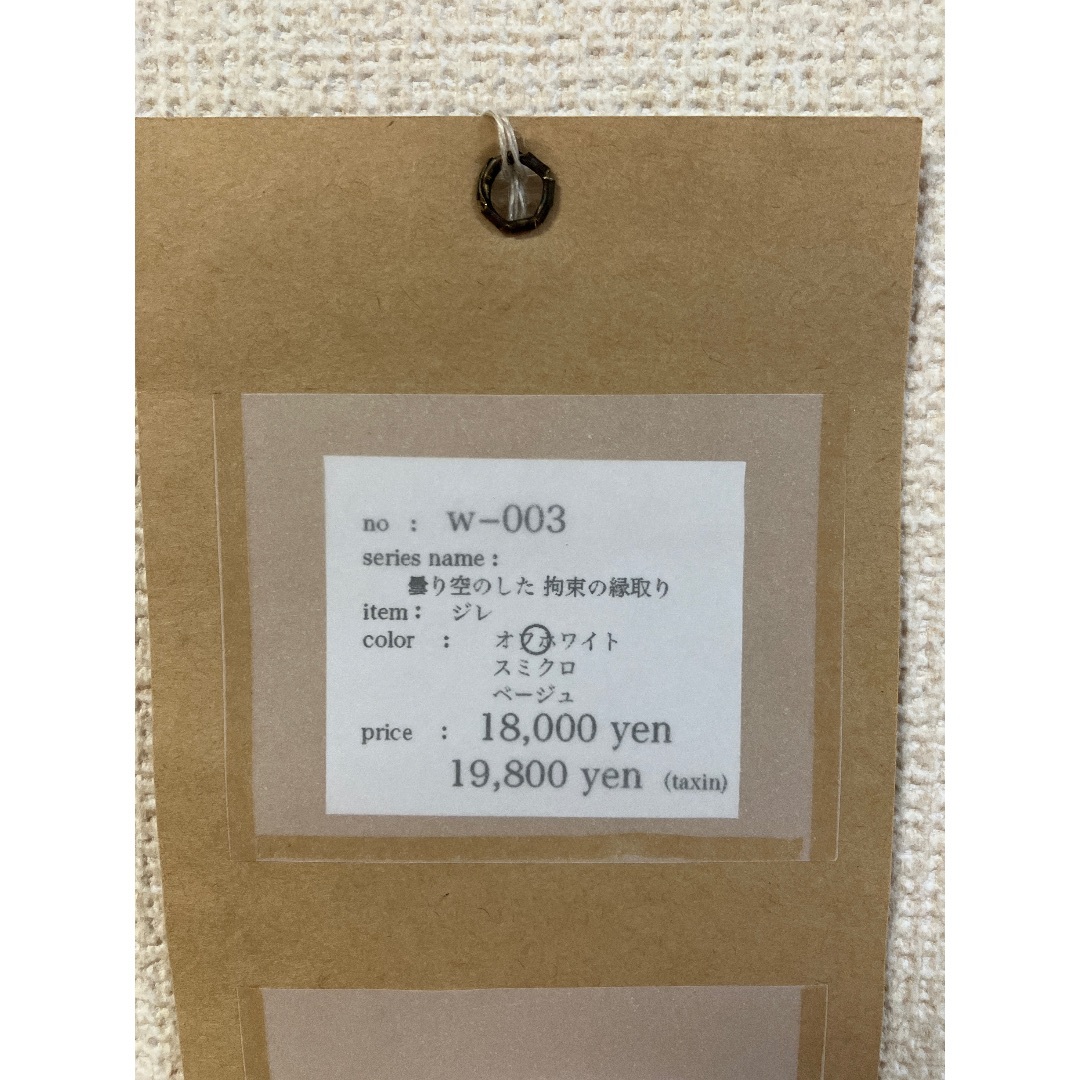 no : w-003
series name :
曇り空のした 拘束の縁取り
item : ジレ
color : オフホワイト
スミクロ
ベージュ
price : 18,000 yen
19,800 yen (taxin)